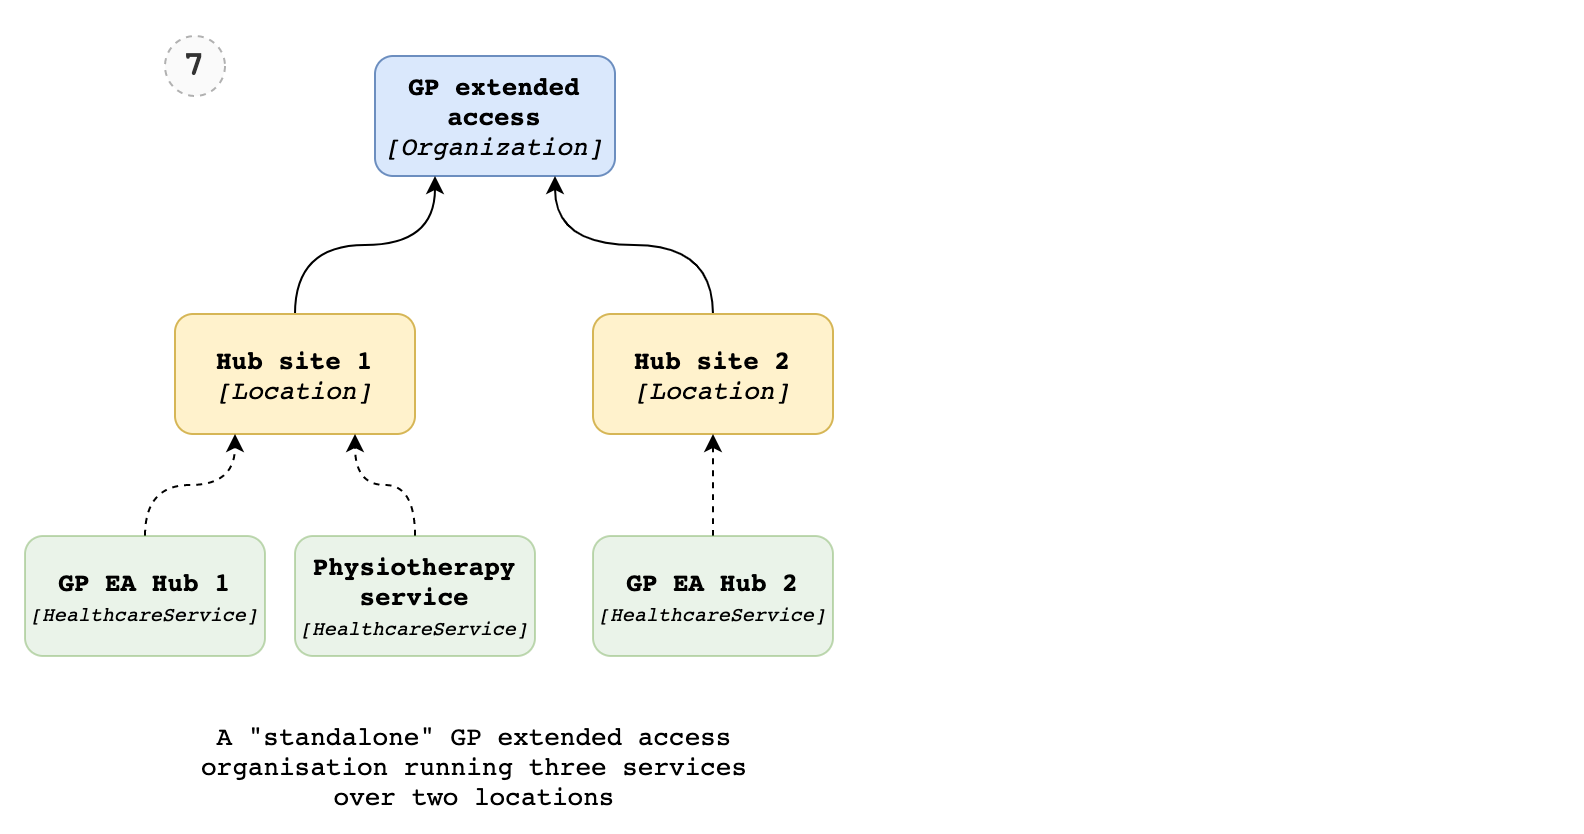 7
GP extended
access
[Organization]
Hub site 1
[Location]
Hub site 2
[Location]
GP EA Hub 1
[HealthcareService]
Physiotherapy
service
[HealthcareService]
GP EA Hub 2
[HealthcareService]
A "standalone" GP extended access
organisation running three services
over two locations